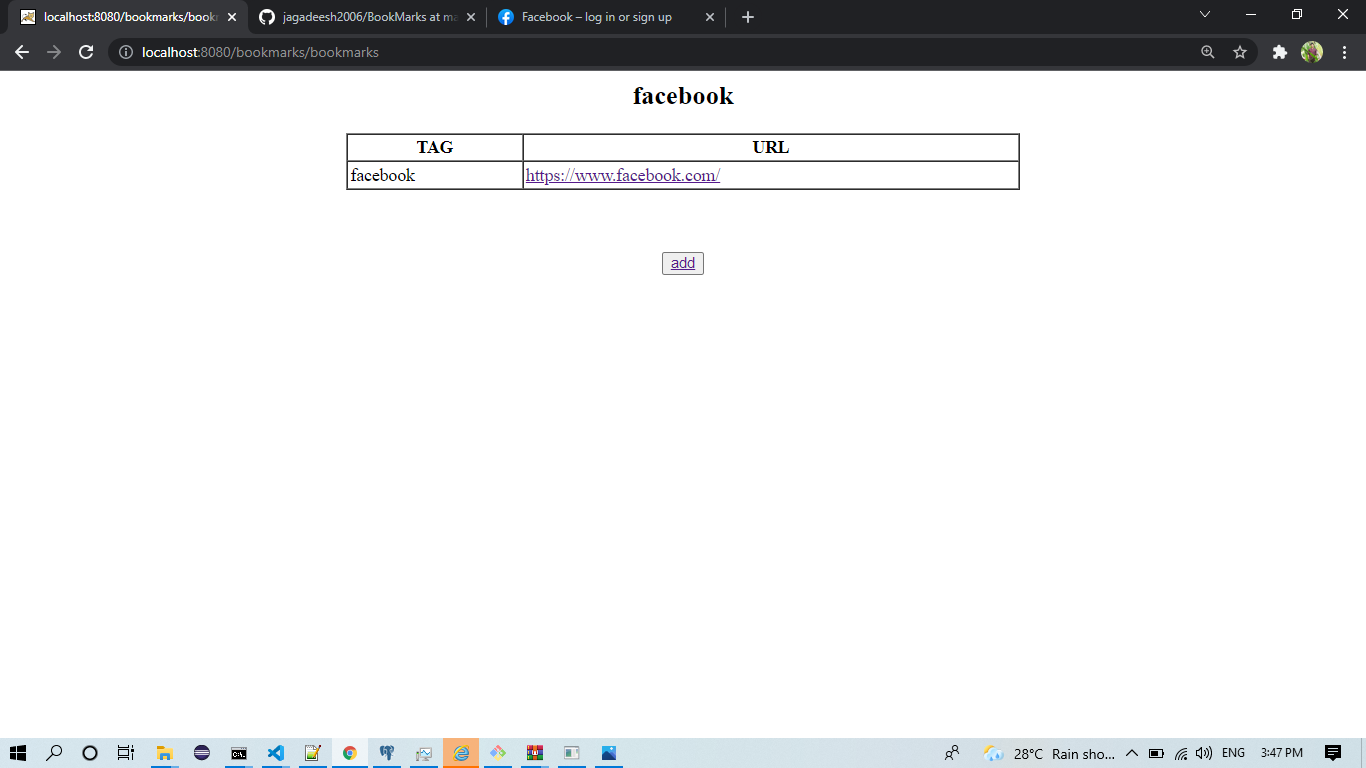 localhost:8080/bookmarks/book
jagadeesh2006/BookMarks at ma
Facebook – log in or sign up
localhost:8080/bookmarks/bookmarks
facebook
TAG URL
facebook https://www.facebook.com/
add
28°C Rain sho... ENG 3:47 PM